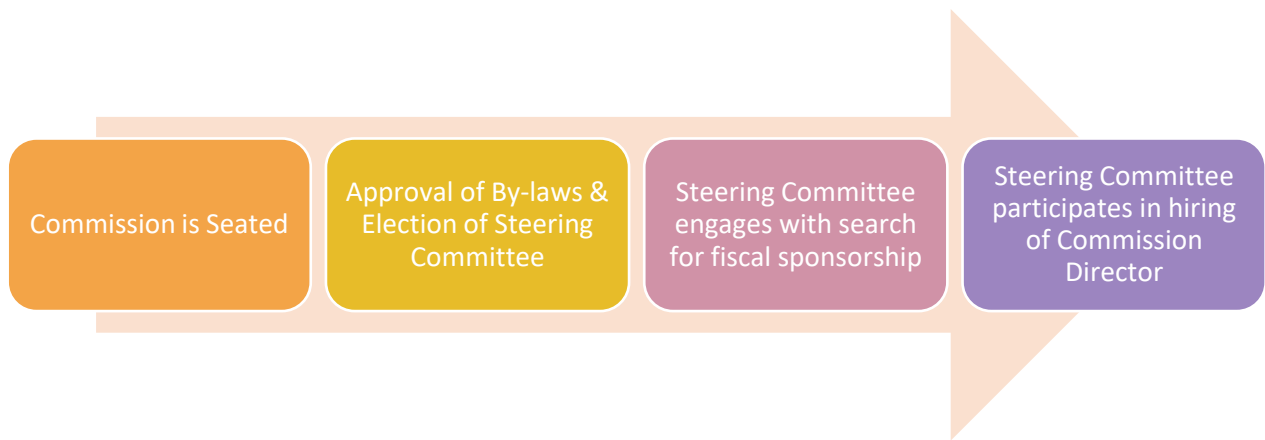 Commission is Seated
Approval of By-laws &
Election of Steering
Committee
Steering Committee
engages with search
for fiscal sponsorship
Steering Committee
participates in hiring
of Commission
Director